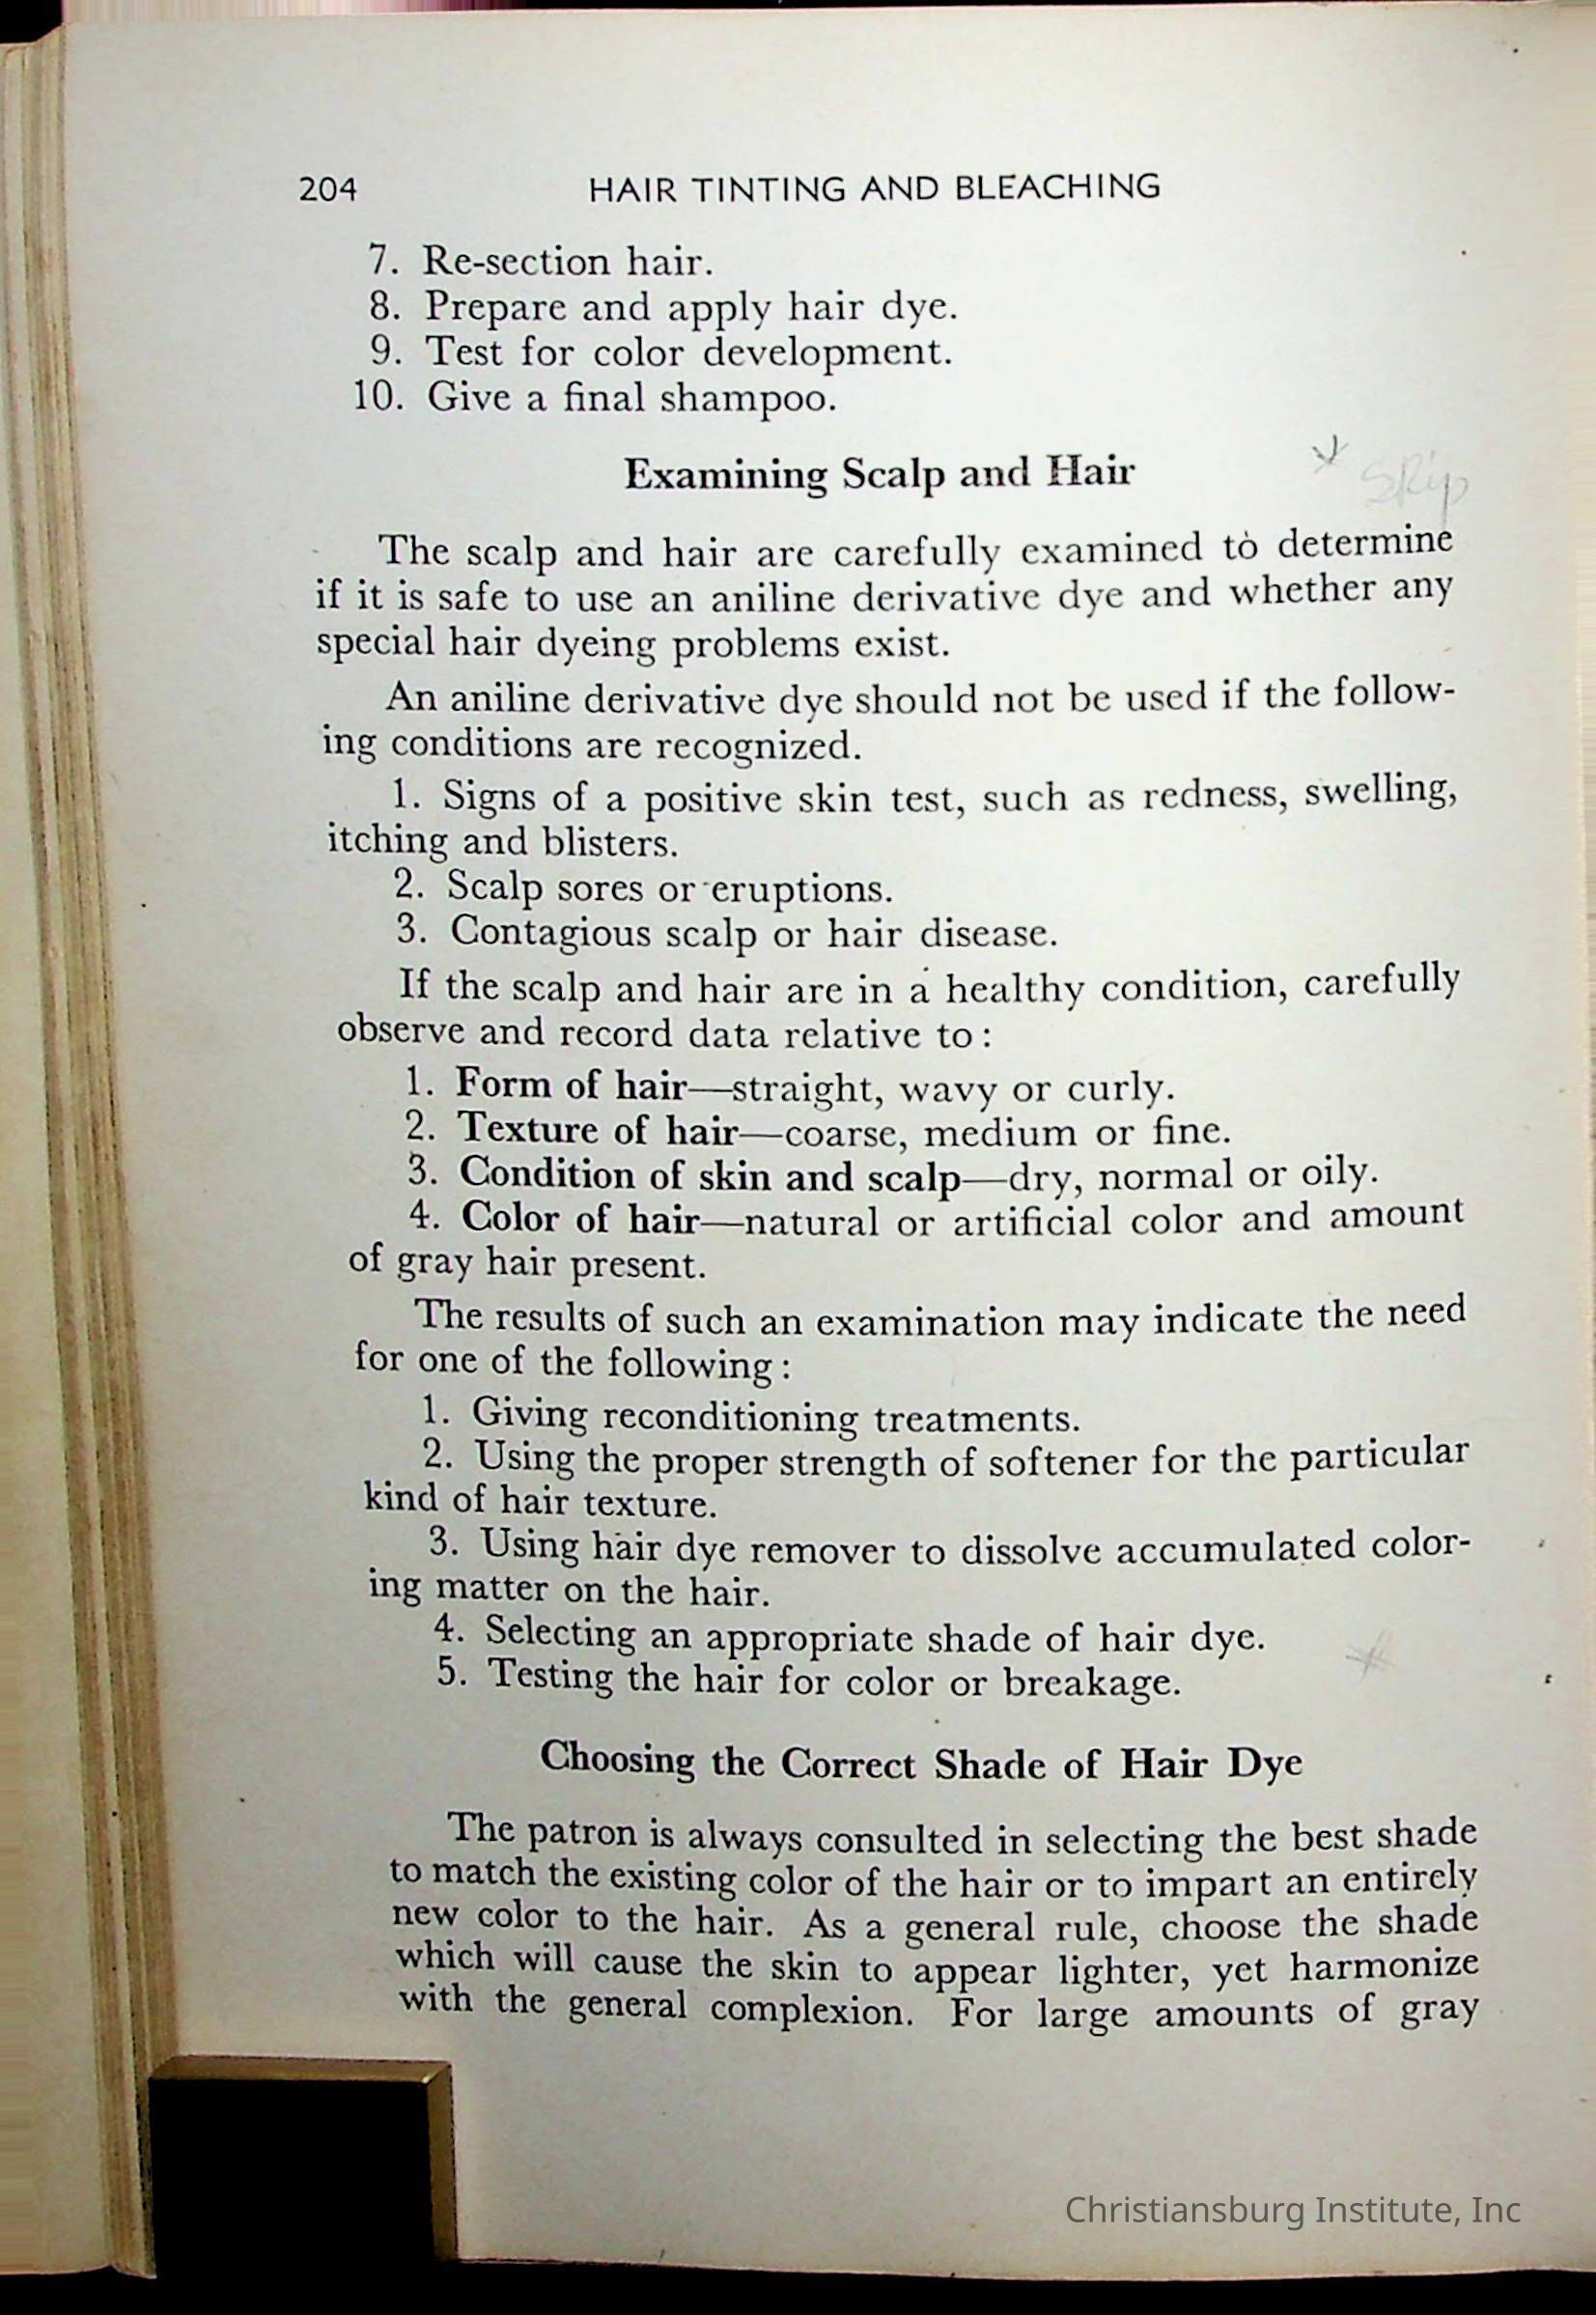 204 HAIR TINTING AND BLEACHING
7. Re-section hair.
8. Prepare and apply hair dye.
9. Test for color development.
10. Give a final shampoo.
Examining Scalp and Hair
Skip
The scalp and hair are carefully examined to determine
if it is safe to use an aniline derivative dye and whether any
special hair dyeing problems exist.
An aniline derivative dye should not be used if the follow-
ing conditions are recognized.
1. Signs of a positive skin test, such as redness, swelling,
itching and blisters.
2. Scalp sores or eruptions.
3. Contagious scalp or hair disease.
If the scalp and hair are in a healthy condition, carefully
observe and record data relative to:
1. Form of hair—straight, wavy or curly.
2. Texture of hair—coarse, medium or fine.
3. Condition of skin and scalp—dry, normal or oily.
4. Color of hair—natural or artificial color and amount
of gray hair present.
The results of such an examination may indicate the need
for one of the following:
1. Giving reconditioning treatments.
2. Using the proper strength of softener for the particular
kind of hair texture.
3. Using hair dye remover to dissolve accumulated color-
ing matter on the hair.
4. Selecting an appropriate shade of hair dye.
5. Testing the hair for color or breakage.
Choosing the Correct Shade of Hair Dye
The patron is always consulted in selecting the best shade
to match the existing color of the hair or to impart an entirely
new color to the hair. As a general rule, choose the shade
which will cause the skin to appear lighter, yet harmonize
with the general complexion. For large amounts of gray
Christiansburg Institute, Inc